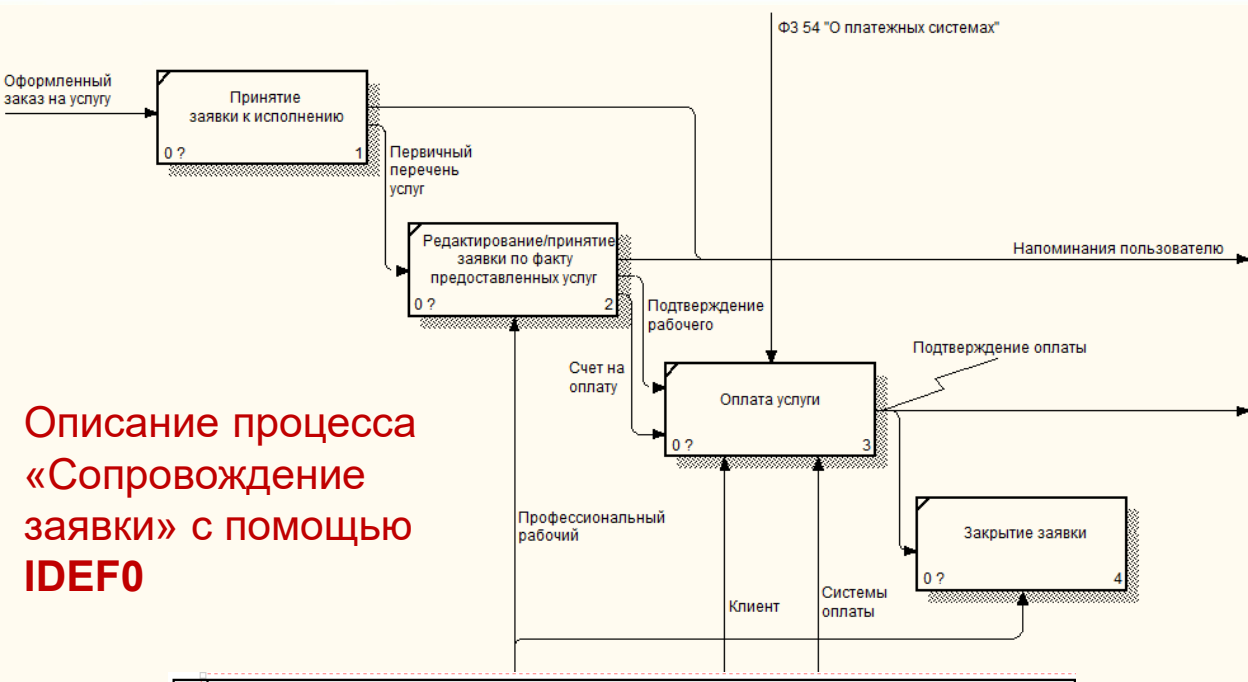 ФЗ 54 "О платежных системах"
Оформленный
заказ на услугу
Принятие
заявки к исполнению
0 ?
1
Первичный
перечень
услуг
Редактирование/принятие
заявки по факту
предоставленных услуг
0 ?
2
Напоминания пользователю
Подтверждение
рабочего
Счет на
оплату
Подтверждение оплаты
Оплата услуги
0 ?
3
Описание процесса
«Сопровождение
заявки» с помощью
IDEF0
Профессиональный
рабочий
Закрытие заявки
0 ?
4
Клиент
Системы
оплаты